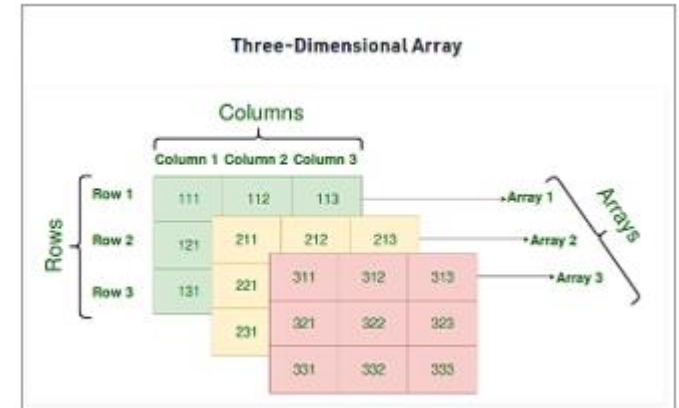 Three-Dimensional Array
Columns
Column 1 Column 2 Column 3
Rows
Row 1 111 112 113 Array 1
Row 2 121 211 212 213 Array 2
311 312 313 Array 3
Row 3 131 221
321 322 323
231
331 332 333
Arrays